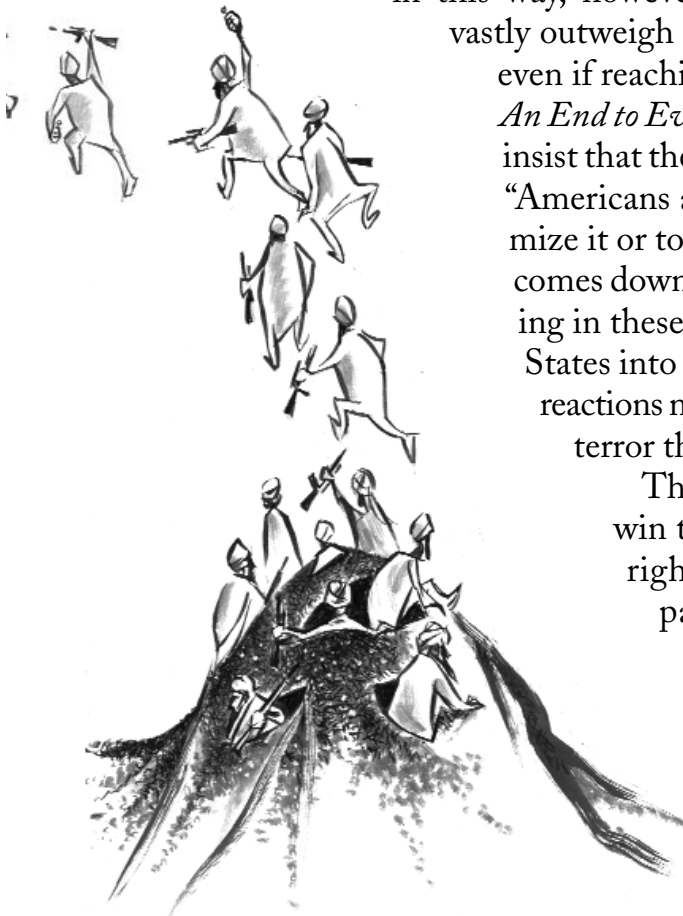 in this way, howeve
vastly outweigh
even if reachi
An End to Ev
insist that the
“Americans a
mize it or to
comes down
ing in these
States into
reactions n
terror th
Th
win t
righ
pa